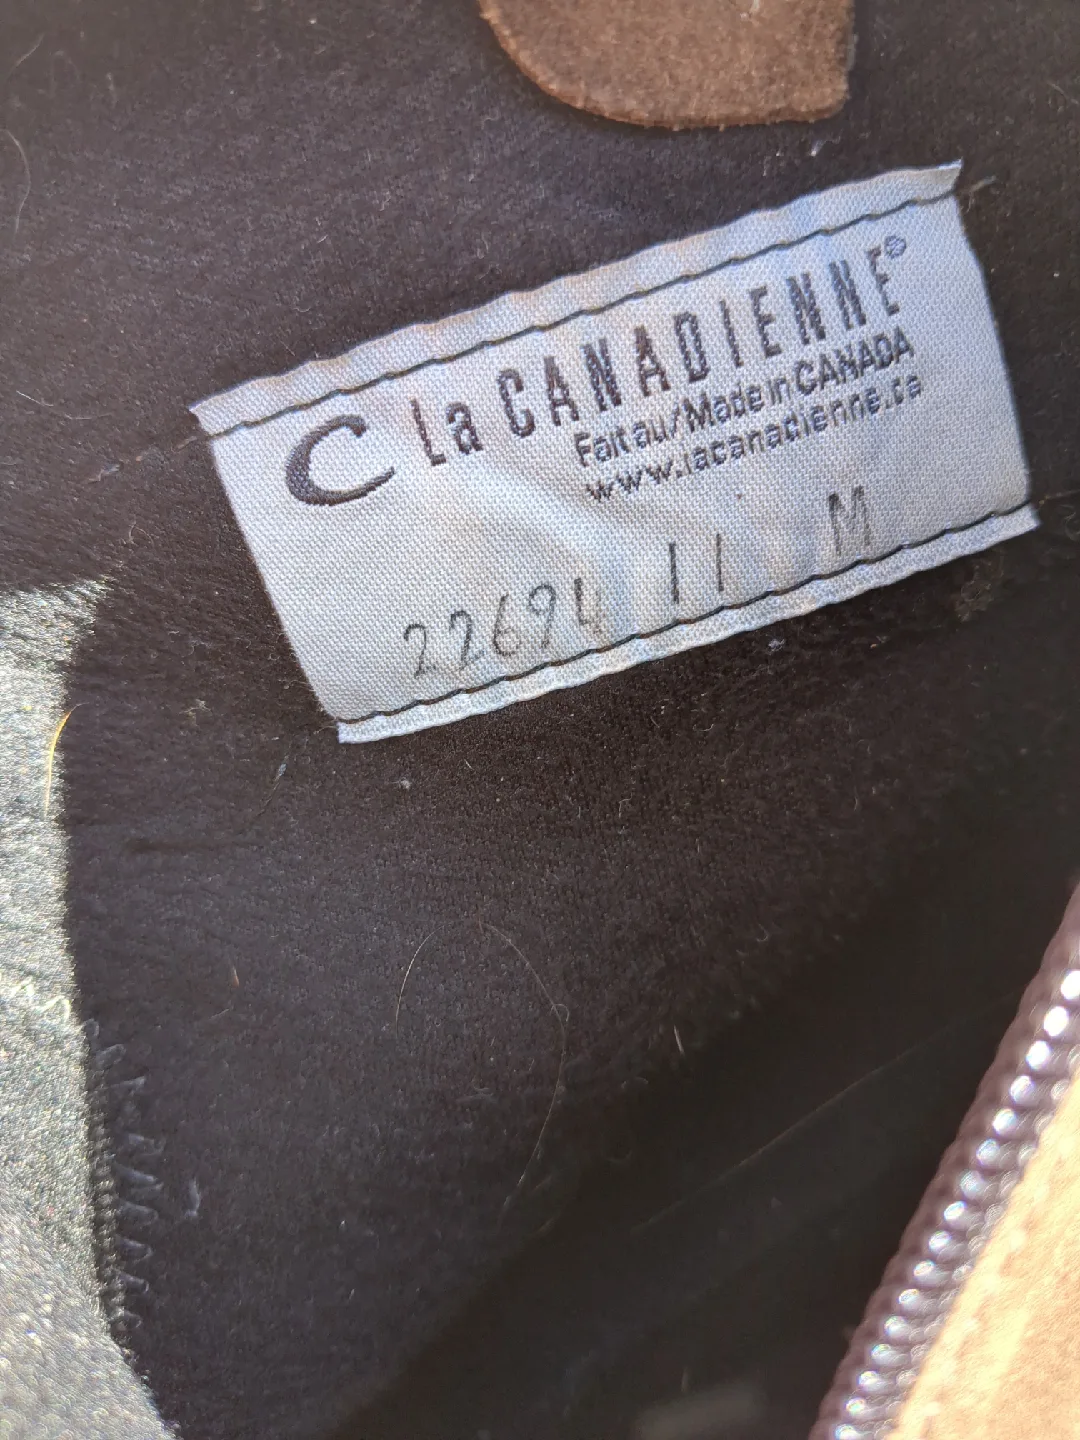 C La CANADIENNE®
Fait au/Made in CANADA
www.lacanadienne.ca
22694 11 M